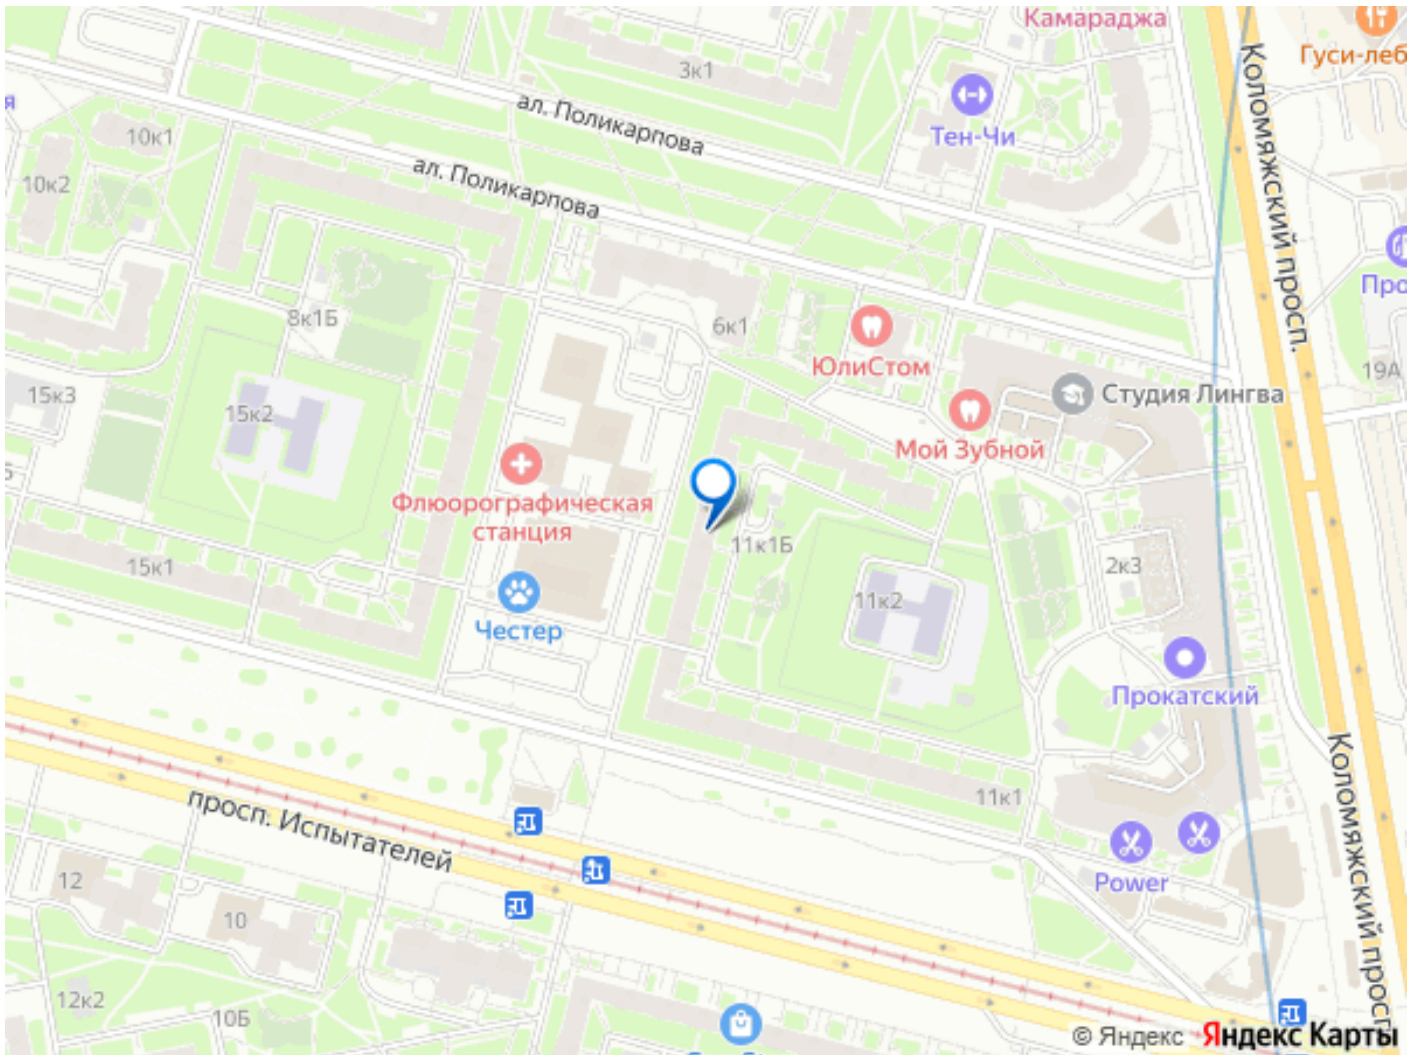 Камараджа
Гуси-леб
3к1
Тен-Чи
ал. Поликарпова
я
10к1
10к2
ал. Поликарпова
Коломяжский просп.
Про
8к1Б
6к1
ЮлиСтом
19А
15к3
15к2
Студия Лингва
Мой Зубной
Флюорографическая
станция
11к1Б
15к1
2к3
11к2
Честер
Прокатский
просп. Испытателей
11к1
Коломяжский просп
Power
12
10
12к2
10Б
© Яндекс Яндекс Карты